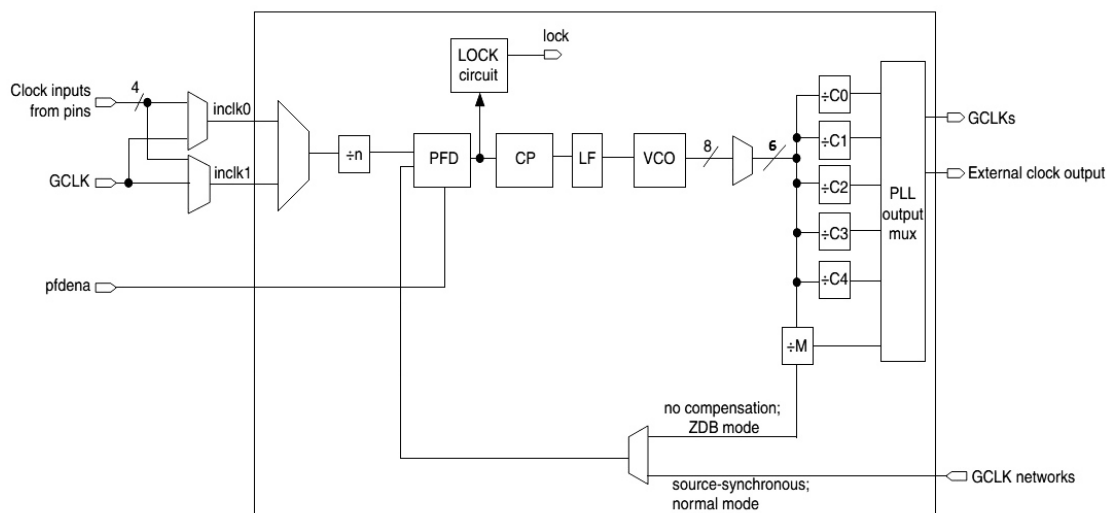 lock
LOCK
circuit
4
Clock inputs
from pins
inclk0
GCLK
inclk1
÷n
PFD
CP
LF
VCO
8
6
÷C0
÷C1
÷C2
÷C3
÷C4
÷M
PLL
output
mux
GCLKs
External clock output
pfdena
no compensation;
ZDB mode
source-synchronous;
normal mode
GCLK networks